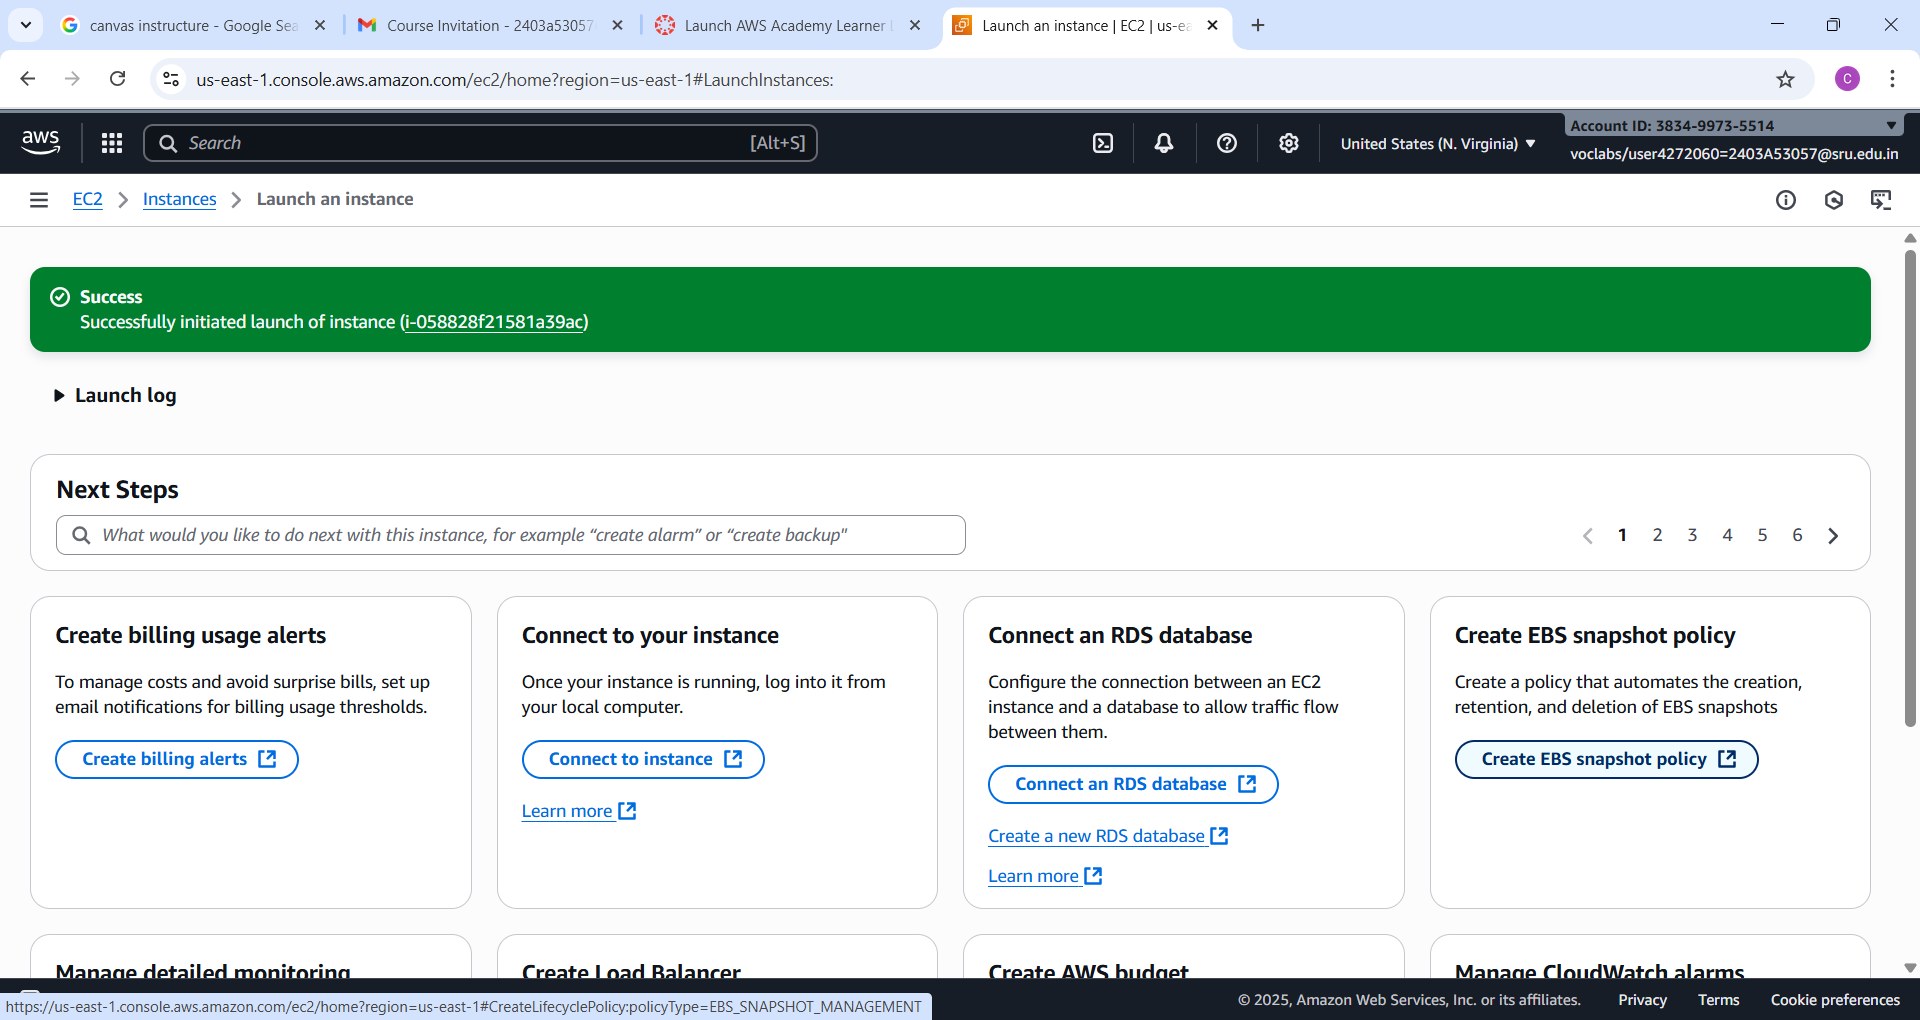 canvas instructure - Google Sea
Course Invitation - 2403a53057
Launch AWS Academy Learner L
Launch an instance | EC2 | us-ea
us-east-1.console.aws.amazon.com/ec2/home?region=us-east-1#LaunchInstances:
C
aws
Search
[Alt+S]
United States (N. Virginia)
Account ID: 3834-9973-5514
voclabs/user4272060=2403A53057@sru.edu.in
EC2
Instances
Launch an instance
Success
Successfully initiated launch of instance (i-058828f21581a39ac)
Launch log
Next Steps
What would you like to do next with this instance, for example “create alarm” or “create backup"
1 2 3 4 5 6
Create billing usage alerts
To manage costs and avoid surprise bills, set up
email notifications for billing usage thresholds.
Create billing alerts
Connect to your instance
Once your instance is running, log into it from
your local computer.
Connect to instance
Learn more
Connect an RDS database
Configure the connection between an EC2
instance and a database to allow traffic flow
between them.
Connect an RDS database
Create a new RDS database
Learn more
Create EBS snapshot policy
Create a policy that automates the creation,
retention, and deletion of EBS snapshots
Create EBS snapshot policy
Manage detailed monitoring
Create Load Balancer
Create AWS budget
Manage CloudWatch alarms
https://us-east-1.console.aws.amazon.com/ec2/home?region=us-east-1#CreateLifecyclePolicy:policyType=EBS_SNAPSHOT_MANAGEMENT
© 2025, Amazon Web Services, Inc. or its affiliates.
Privacy
Terms
Cookie preferences